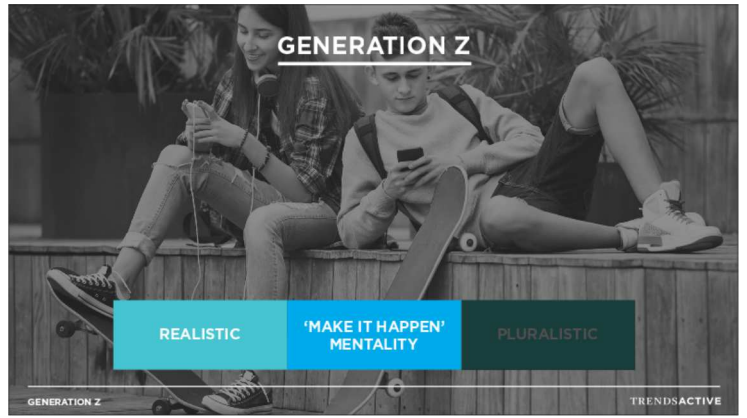 GENERATION Z
REALISTIC
‘MAKE IT HAPPEN’
MENTALITY
PLURALISTIC
GENERATION Z
TRENDSACTIVE